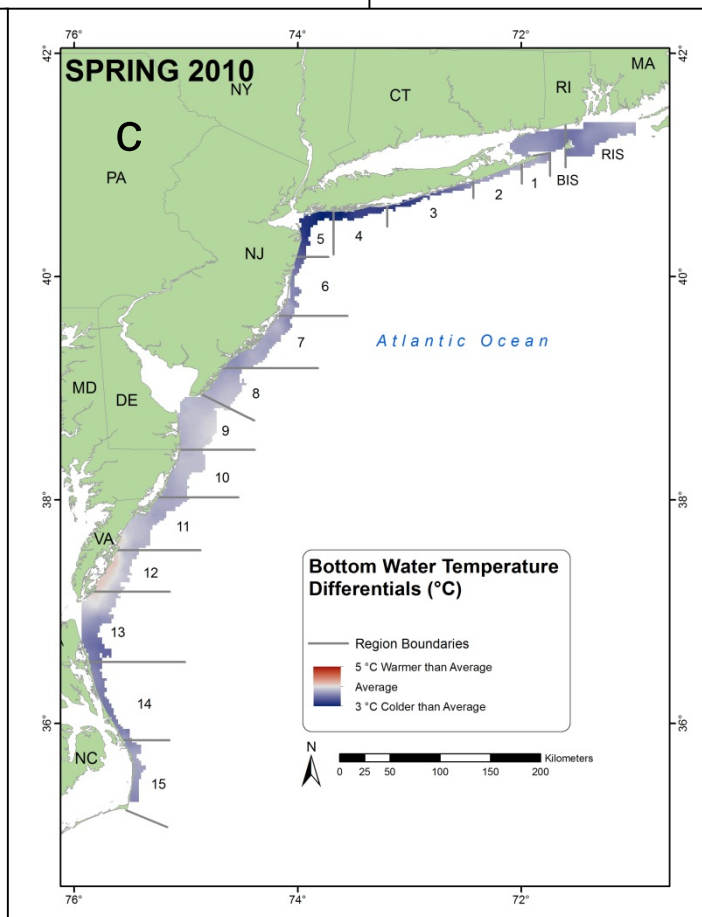 76°
74°
72°
42°
42°
SPRING 2010
C
NY
CT
RI
MA
PA
RIS
BIS
1
2
3
4
5
NJ
40°
40°
6
7
Atlantic Ocean
MD
DE
8
9
10
38°
38°
11
VA
12
13
14
36°
36°
NC
15
Bottom Water Temperature
Differentials (°C)
Region Boundaries
5 °C Warmer than Average
Average
3 °C Colder than Average
N
Kilometers
0 25 50 100 150 200
76°
74°
72°